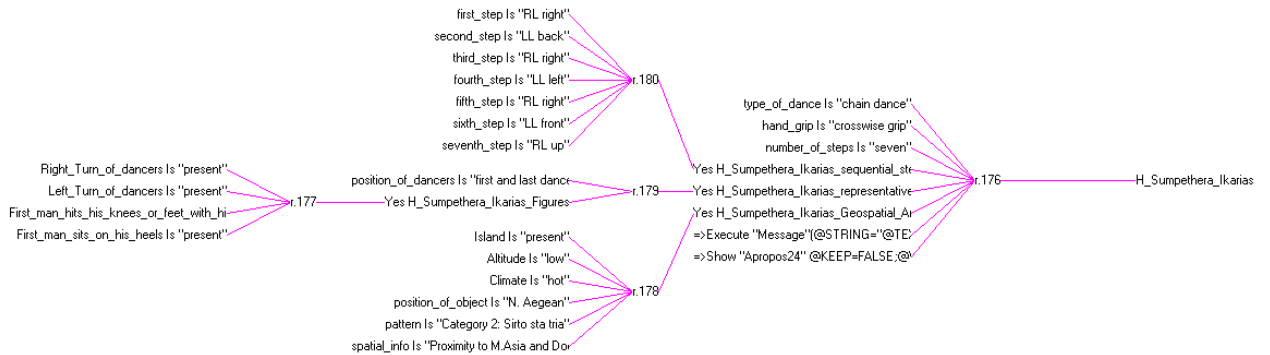 Right_Turn_of_dancers Is "present"
Left_Turn_of_dancers Is "present"
First_man_hits_his_knees_or_feet_with_hi
First_man_sits_on_his_heels Is "present"
r.177
first_step Is "RL right"
second_step Is "LL back"
third_step Is "RL right"
fourth_step Is "LL left"
fifth_step Is "RL right"
sixth_step Is "LL front"
seventh_step Is "RL up"
r.180
position_of_dancers Is "first and last dance
Yes H_Sumpethera_Ikarias_Figures
r.179
Island Is "present"
Altitude Is "low"
Climate Is "hot"
position_of_object Is "N. Aegean"
pattern Is "Category 2: Sirto sta tria"
spatial_info Is "Proximity to M.Asia and Do
r.178
type_of_dance Is "chain dance"
hand_grip Is "crosswise grip"
number_of_steps Is "seven"
Yes H_Sumpethera_Ikarias_sequential_ste
Yes H_Sumpethera_Ikarias_representative
Yes H_Sumpethera_Ikarias_Geospatial_An
=>Execute "Message"(@STRING="@TEX
=>Show "Apropos24" @KEEP=FALSE;@
r.176
H_Sumpethera_Ikarias